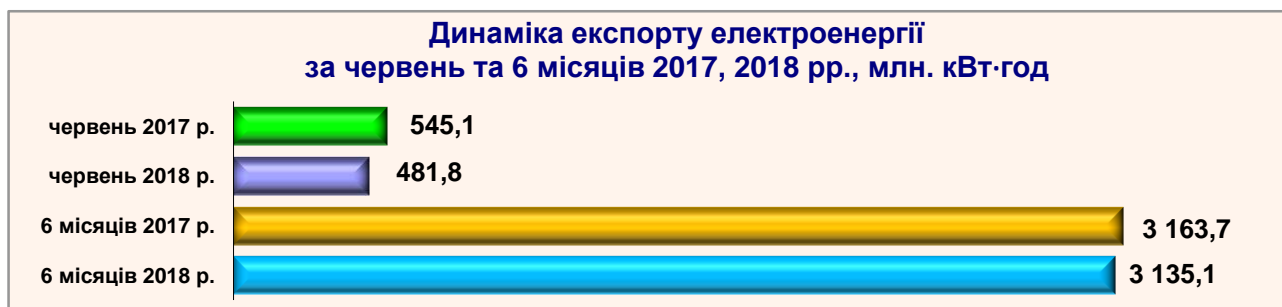 Динаміка експорту електроенергії
за червень та 6 місяців 2017, 2018 рр., млн. кВт·год
червень 2017 р. 545,1
червень 2018 р. 481,8
6 місяців 2017 р. 3 163,7
6 місяців 2018 р. 3 135,1